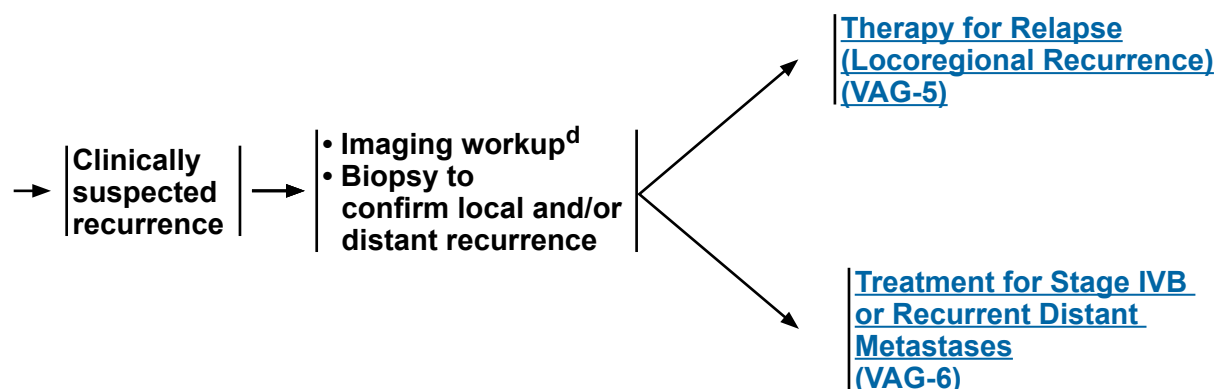 Clinically
suspected
recurrence
• Imaging workupᵈ
• Biopsy to
confirm local and/or
distant recurrence
Therapy for Relapse
(Locoregional Recurrence)
(VAG-5)
Treatment for Stage IVB
or Recurrent Distant
Metastases
(VAG-6)